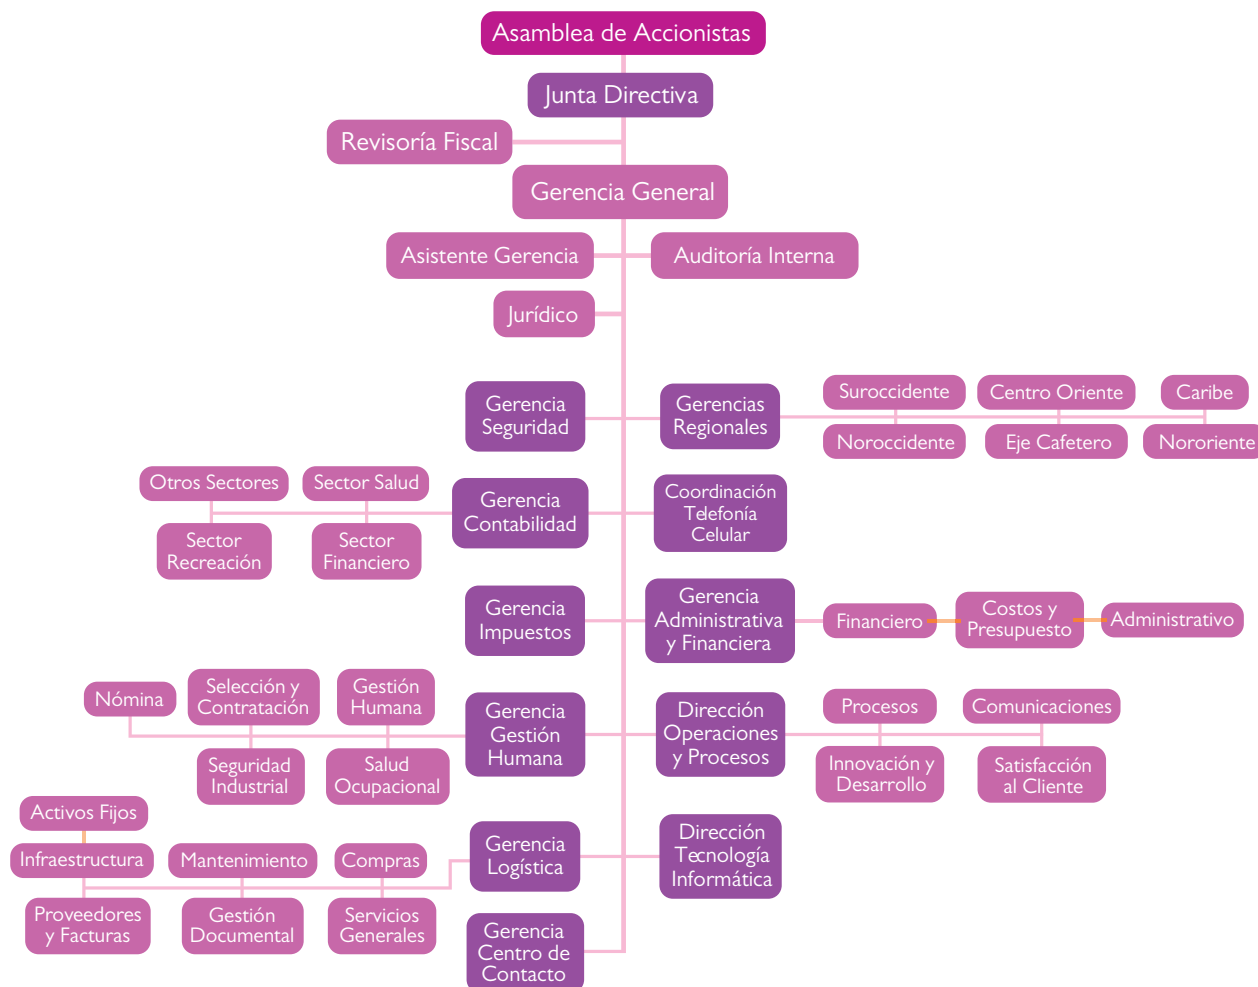 Asamblea de Accionistas
Junta Directiva
Revisoría Fiscal
Gerencia General
Asistente Gerencia
Auditoría Interna
Jurídico
Gerencia
Seguridad
Gerencias
Regionales
Suroccidente
Centro Oriente
Caribe
Noroccidente
Eje Cafetero
Nororiente
Otros Sectores
Sector Salud
Sector
Recreación
Sector
Financiero
Gerencia
Contabilidad
Coordinación
Telefonía
Celular
Gerencia
Impuestos
Gerencia
Administrativa
y Financiera
Financiero
Costos y
Presupuesto
Administrativo
Nómina
Selección y
Contratación
Gestión
Humana
Seguridad
Industrial
Salud
Ocupacional
Gerencia
Gestión
Humana
Dirección
Operaciones
y Procesos
Procesos
Comunicaciones
Innovación y
Desarrollo
Satisfacción
al Cliente
Activos Fijos
Infraestructura
Mantenimiento
Compras
Proveedores
y Facturas
Gestión
Documental
Servicios
Generales
Gerencia
Logística
Dirección
Tecnología
Informática
Gerencia
Centro de
Contacto